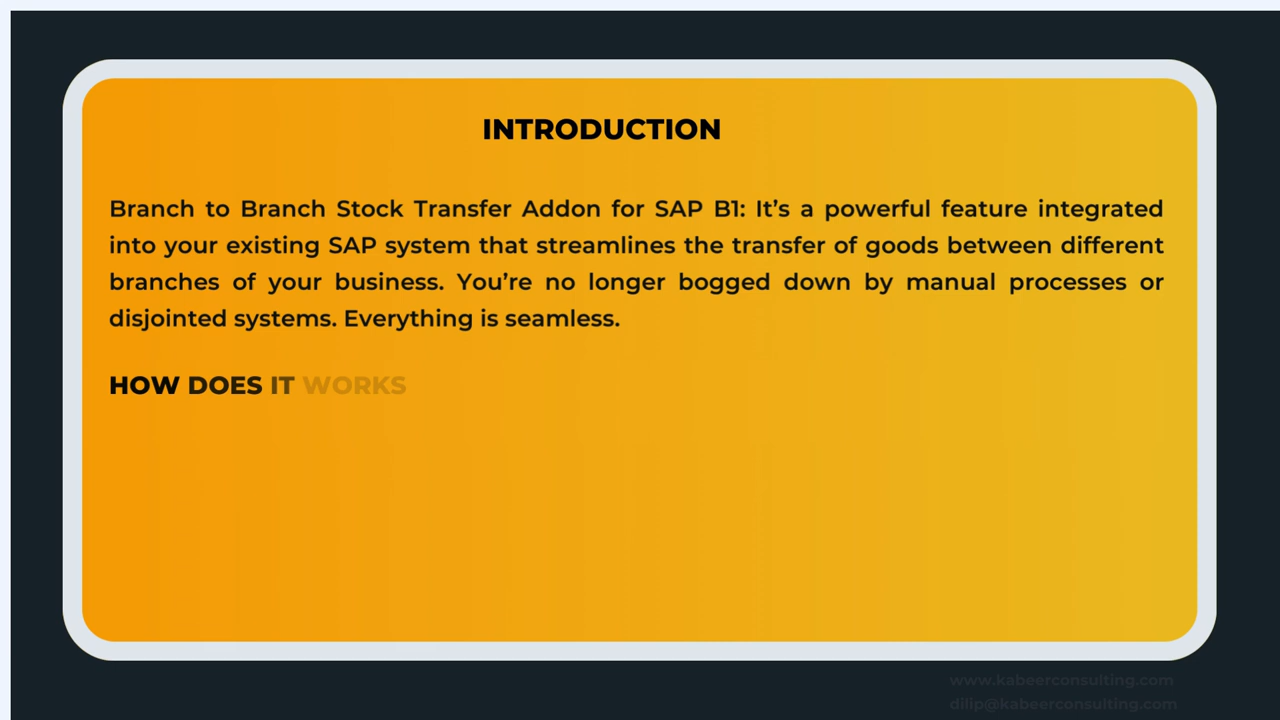 INTRODUCTION
Branch to Branch Stock Transfer Addon for SAP B1: It’s a powerful feature integrated
into your existing SAP system that streamlines the transfer of goods between different
branches of your business. You’re no longer bogged down by manual processes or
disjointed systems. Everything is seamless.
HOW DOES IT WORKS
www.kabeerconsulting.com
dilip@kabeerconsulting.com